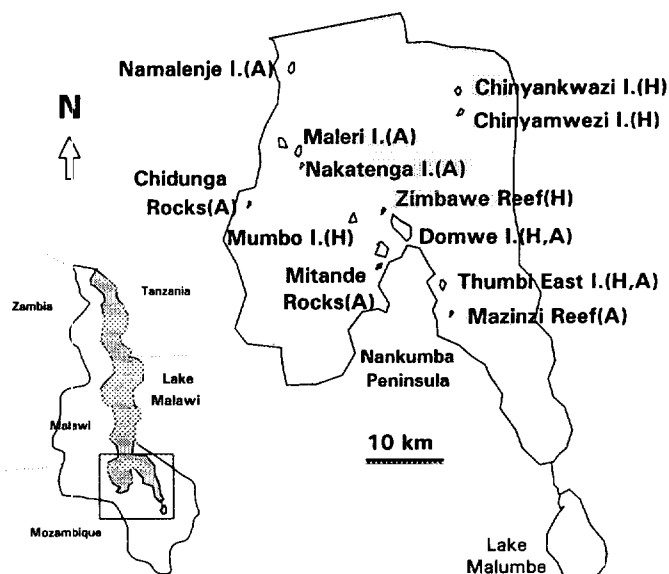 Namalenje I.(A)
N
Chinyankwazi I.(H)
Chinyamwezi I.(H)
Maleri I.(A)
Nakatenga I.(A)
Chidunga
Rocks(A)
Zimbawe Reef(H)
Mumbo I.(H)
Domwe I.(H,A)
Mitande
Rocks(A)
Thumbi East I.(H,A)
Mazinzi Reef(A)
Nankumba
Peninsula
10 km
Zambia
Tanzania
Lake
Malawi
Malawi
Mozambique
Lake
Malumbe